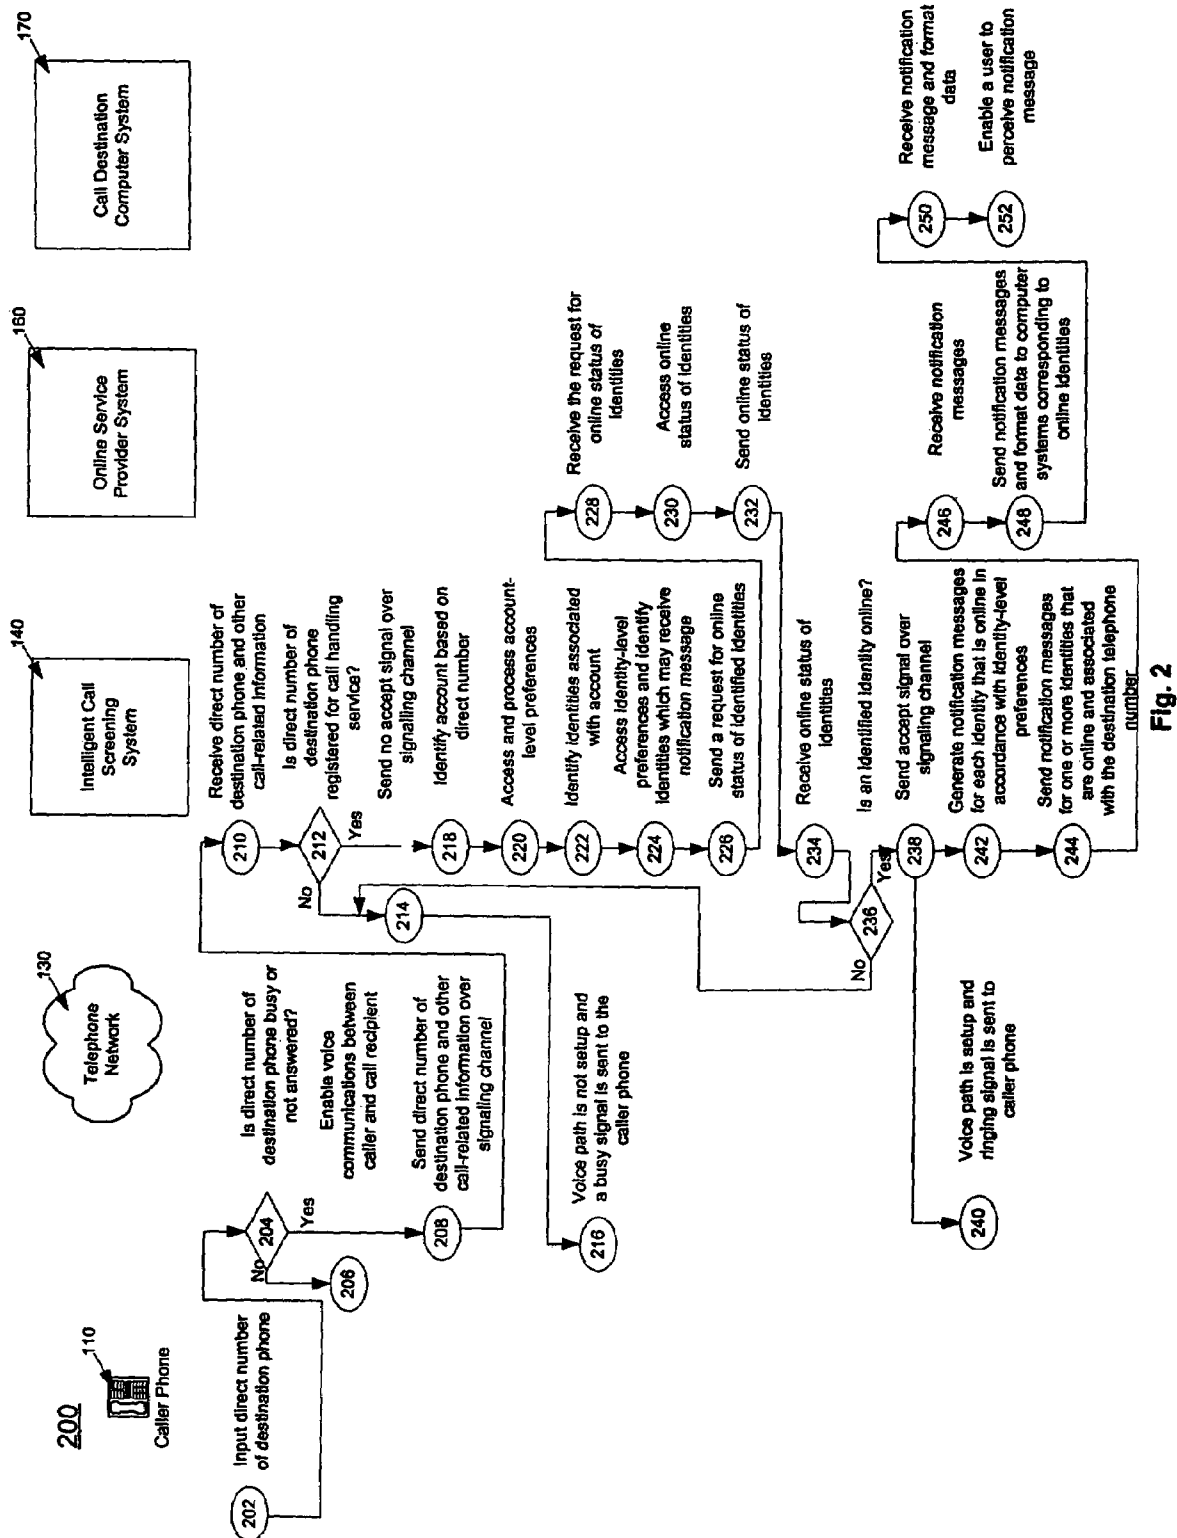 200
110
Caller Phone
130
Telephone
Network
140
Intelligent Call
Screening
System
160
Online Service
Provider System
170
Call Destination
Computer System
202
Input direct number
of destination phone
204
Is direct number of
destination phone busy or
not answered?
No
Yes
206
Enable voice
communications between
caller and call recipient
208
Send direct number of
destination phone and other
call-related information over
signaling channel
210
Receive direct number of
destination phone and other
call-related information
212
Is direct number of
destination phone
registered for call handling
service?
No
Yes
214
Send no accept signal over
signalling channel
216
Voice path is not setup and
a busy signal is sent to the
caller phone
218
Identify account based on
direct number
220
Access and process account-
level preferences
222
Identify identities associated
with account
224
Access identity-level
preferences and identify
identities which may receive
notification message
226
Send a request for online
status of identified identities
228
Receive the request for
online status of
identities
230
Access online
status of identities
232
Send online status of
identities
234
Receive online status of
identities
236
Is an identified identity online?
No
Yes
238
Send accept signal over
signaling channel
240
Voice path is setup and
ringing signal is sent to
caller phone
242
Generate notification messages
for each identity that is online in
accordance with identity-level
preferences
244
Send notification messages
for one or more identities that
are online and associated
with the destination telephone
number
246
Receive notification
messages
248
Send notification messages
and format data to computer
systems corresponding to
online identities
250
Receive notification
message and format
data
252
Enable a user to
perceive notification
message
Fig. 2